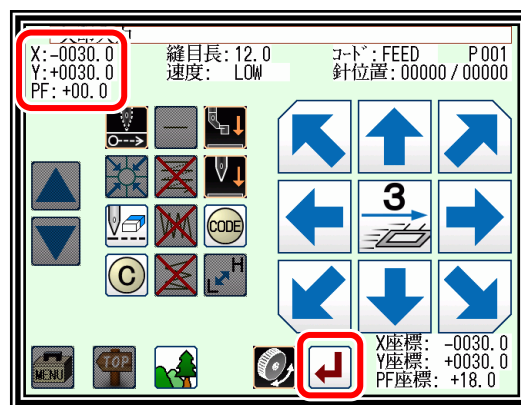 X:-0030.0
Y:+0030.0
PF:+00.0
縫目長:12.0
速度: LOW
コード:FEED P001
針位置:00000/00000
CODE
C
H
L
3
MENU
TOP
X座標: -0030.0
Y座標: +0030.0
PF座標: +18.0